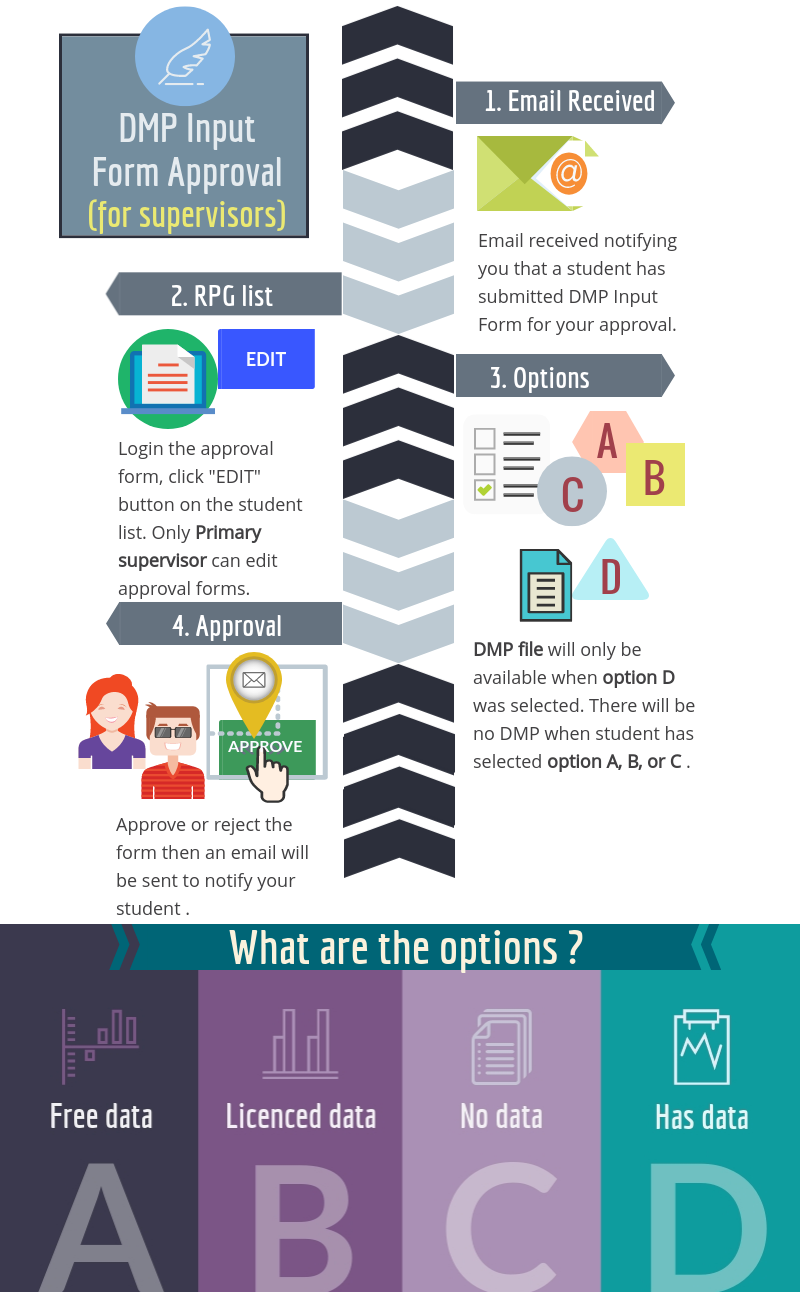 DMP Input
Form Approval
(for supervisors)
1. Email Received
@
Email received notifying
you that a student has
submitted DMP Input
Form for your approval.
2. RPG list
EDIT
Login the approval
form, click "EDIT"
button on the student
list. Only Primary
supervisor can edit
approval forms.
3. Options
A
B
C
D
DMP file will only be
available when option D
was selected. There will be
no DMP when student has
selected option A, B, or C .
4. Approval
APPROVE
Approve or reject the
form then an email will
be sent to notify your
student .
What are the options ?
Free data
A
Licenced data
B
No data
C
Has data
D